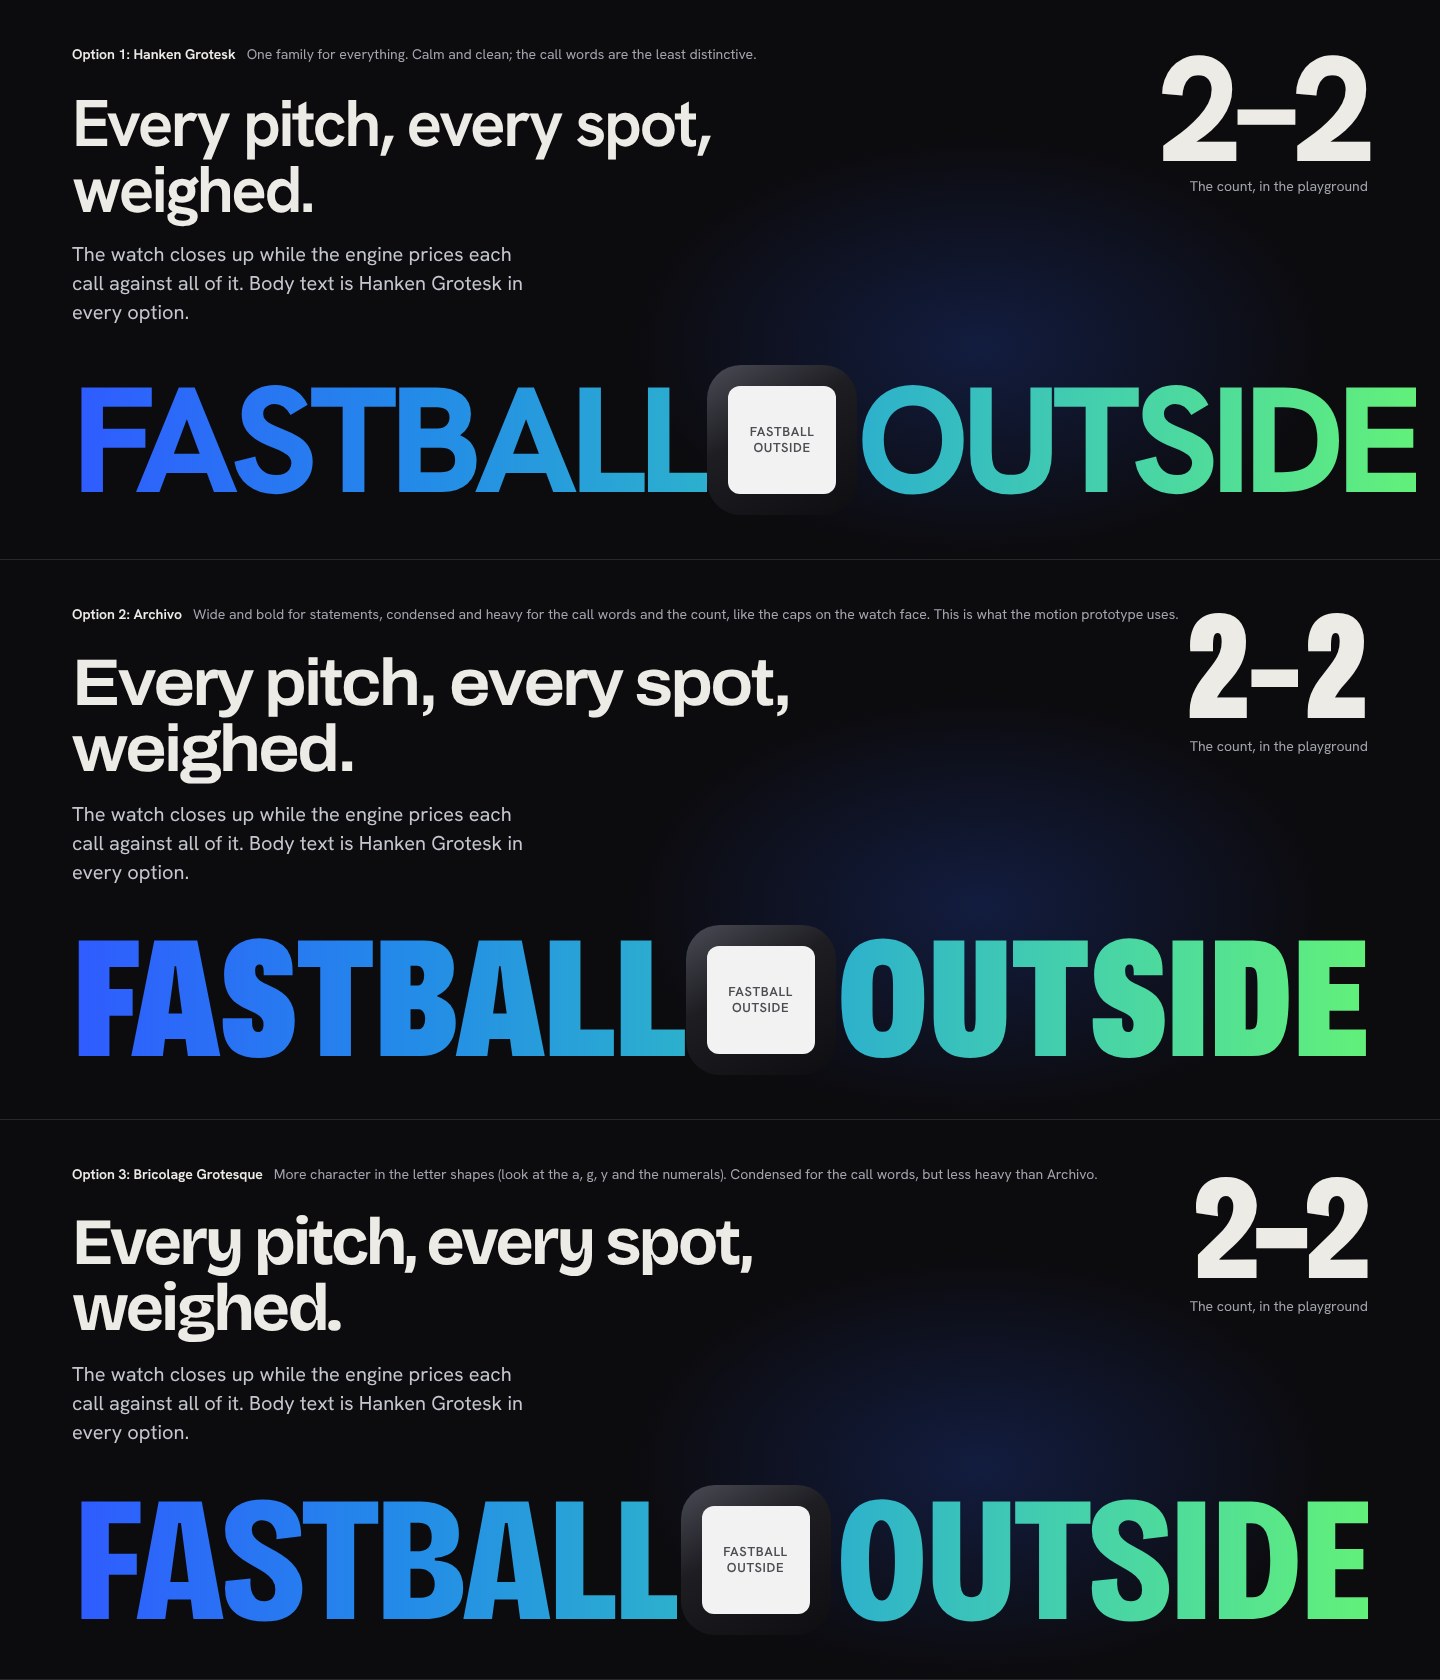 Option 1: Hanken Grotesk One family for everything. Calm and clean; the call words are the least distinctive.
2–2
The count, in the playground
Every pitch, every spot,
weighed.
The watch closes up while the engine prices each
call against all of it. Body text is Hanken Grotesk in
every option.
FASTBALL
FASTBALL
OUTSIDE
OUTSIDE
Option 2: Archivo Wide and bold for statements, condensed and heavy for the call words and the count, like the caps on the watch face. This is what the motion prototype uses.
2–2
The count, in the playground
Every pitch, every spot,
weighed.
The watch closes up while the engine prices each
call against all of it. Body text is Hanken Grotesk in
every option.
FASTBALL
FASTBALL
OUTSIDE
OUTSIDE
Option 3: Bricolage Grotesque More character in the letter shapes (look at the a, g, y and the numerals). Condensed for the call words, but less heavy than Archivo.
2–2
The count, in the playground
Every pitch, every spot,
weighed.
The watch closes up while the engine prices each
call against all of it. Body text is Hanken Grotesk in
every option.
FASTBALL
FASTBALL
OUTSIDE
OUTSIDE